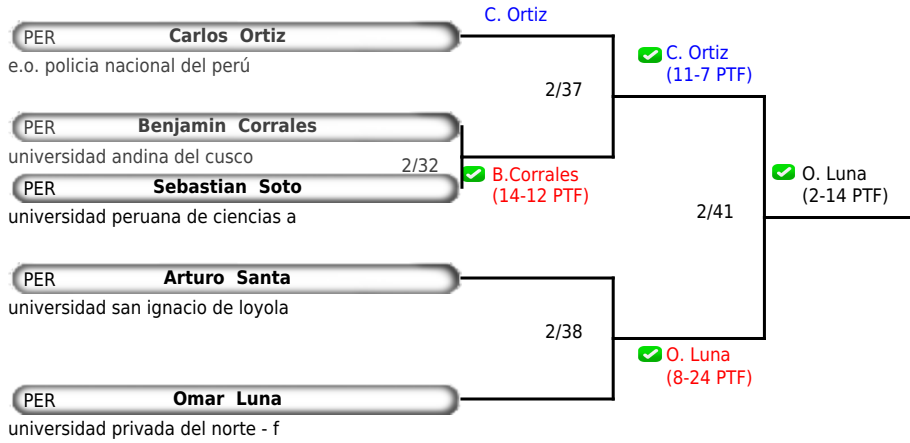 C. Ortiz
PER Carlos Ortiz
e.o. policia nacional del perú
C. Ortiz
(11-7 PTF)
2/37
PER Benjamin Corrales
universidad andina del cusco
2/32
B.Corrales
(14-12 PTF)
PER Sebastian Soto
universidad peruana de ciencias a
O. Luna
(2-14 PTF)
2/41
PER Arturo Santa
universidad san ignacio de loyola
2/38
O. Luna
(8-24 PTF)
PER Omar Luna
universidad privada del norte - f